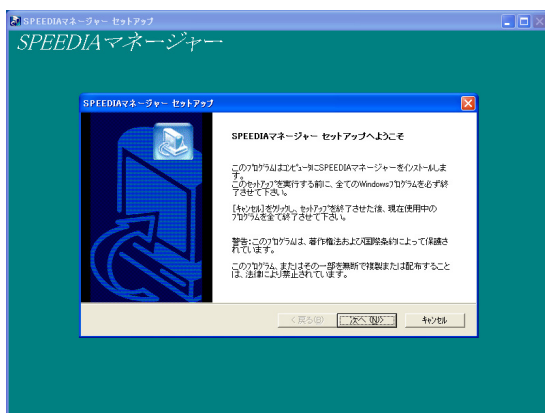 SPEEDIAマネージャー セットアップ
SPEEDIAマネージャー
SPEEDIAマネージャー セットアップ
SPEEDIAマネージャー セットアップへようこそ
このプログラムはコンピュータにSPEEDIAマネージャーをインストールしま
す。
このセットアップを実行する前に、全てのWindowsプログラムを必ず終
了させて下さい。
[キャンセル]をクリックし、セットアップを終了させた後、現在使用中の
プログラムを全て終了させて下さい。
警告:このプログラムは、著作権法および国際条約によって保護さ
れています。
このプログラム、またはその一部を無断で複製または配布すること
は、法律により禁止されています。
< 戻る(B)
次へ(N)>
キャンセル